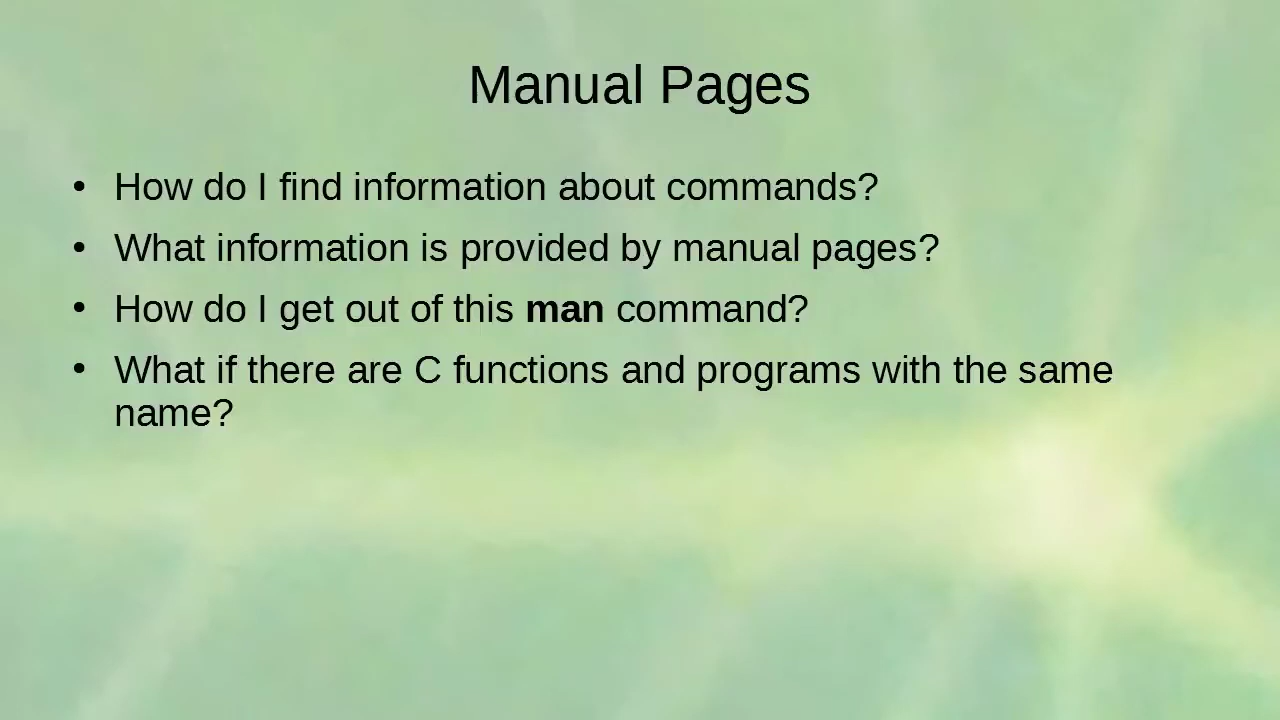 Manual Pages
• How do I find information about commands?
• What information is provided by manual pages?
• How do I get out of this man command?
• What if there are C functions and programs with the same
name?